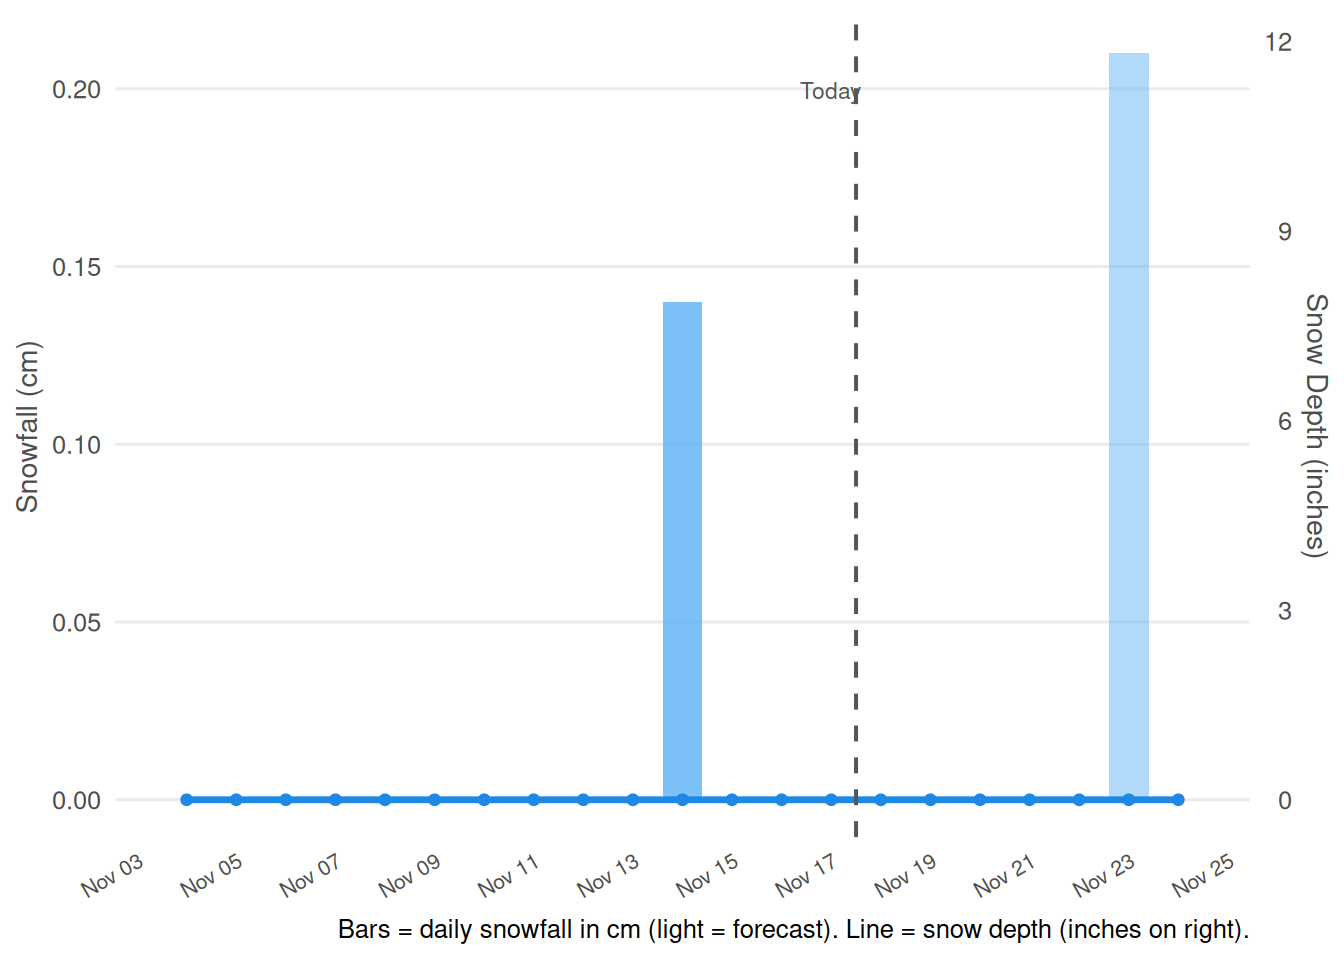 12
0.20
Today
9
0.15
Snowfall (cm)
0.10
6
Snow Depth (inches)
0.05
3
0.00
0
Nov 03 Nov 05 Nov 07 Nov 09 Nov 11 Nov 13 Nov 15 Nov 17 Nov 19 Nov 21 Nov 23 Nov 25
Bars = daily snowfall in cm (light = forecast). Line = snow depth (inches on right).